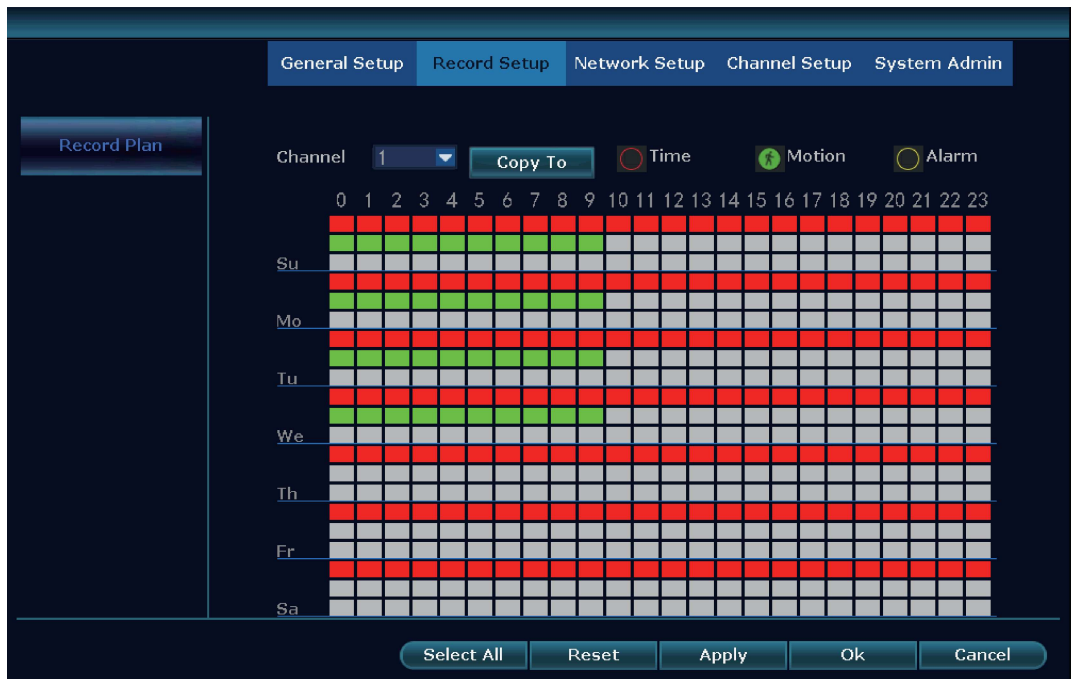 General Setup Record Setup Network Setup Channel Setup System Admin
Record Plan
Channel 1 Copy To Time Motion Alarm
0 1 2 3 4 5 6 7 8 9 10 11 12 13 14 15 16 17 18 19 20 21 22 23
Su
Mo
Tu
We
Th
Fr
Sa
Select All Reset Apply Ok Cancel